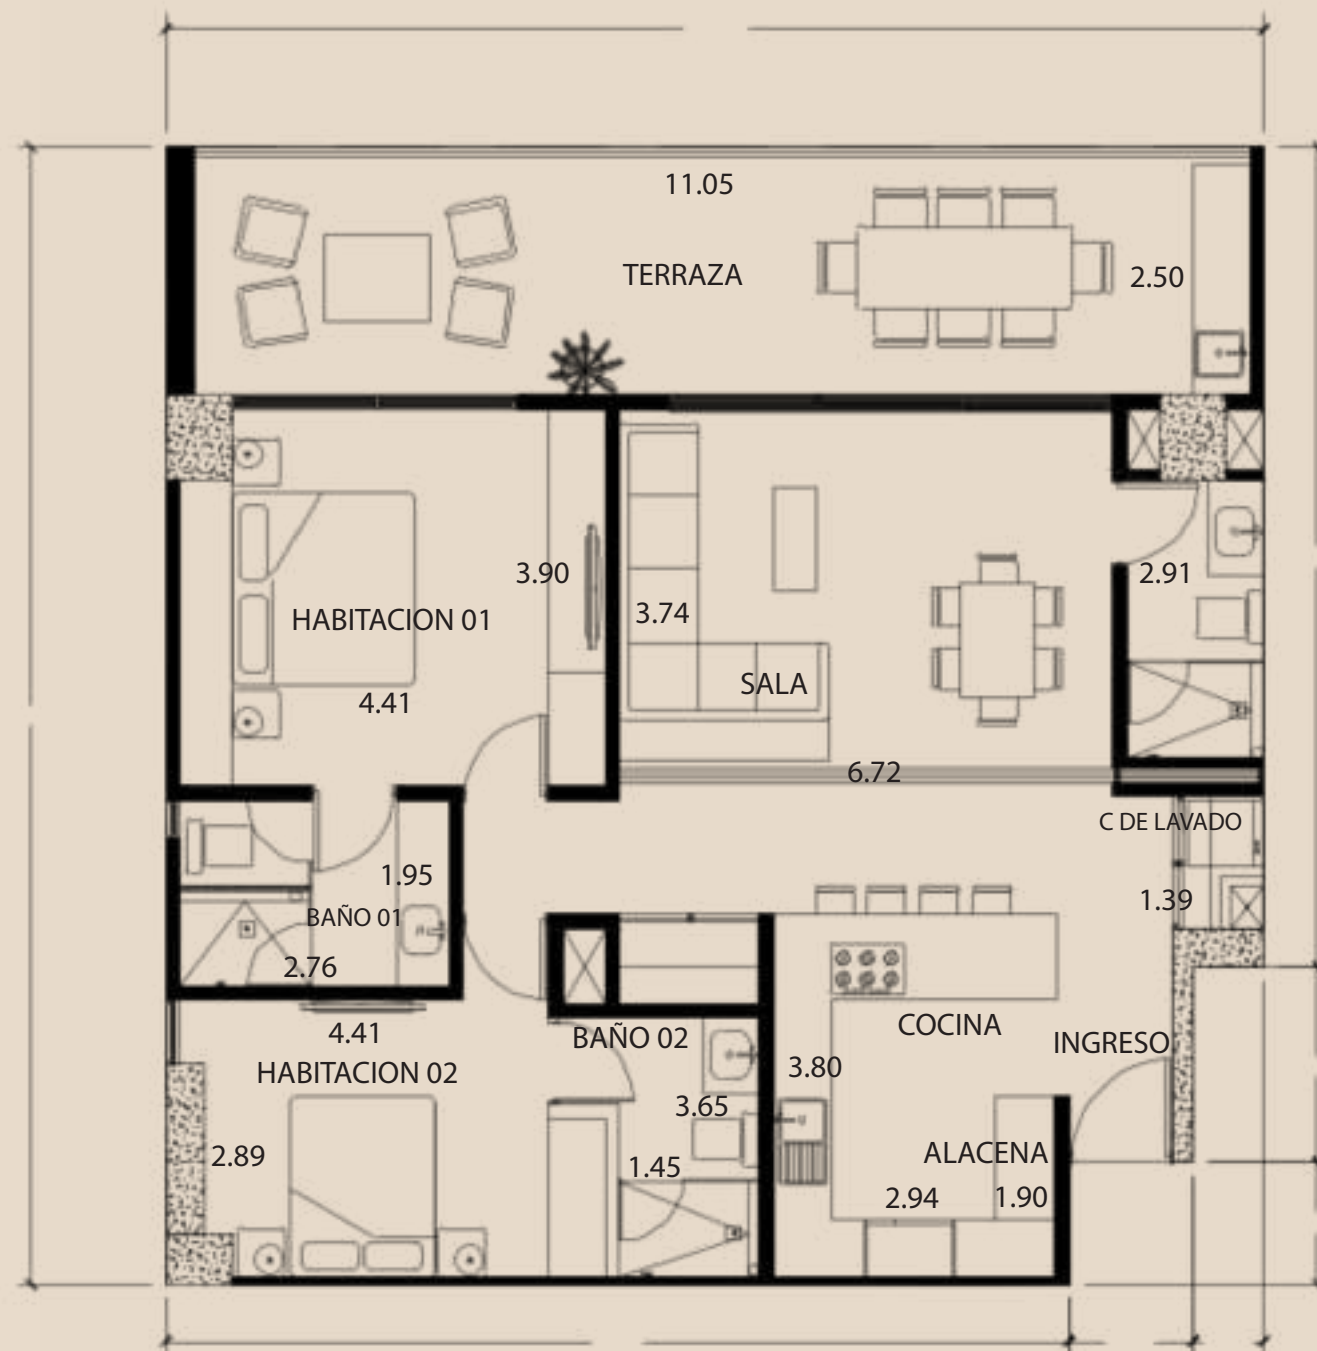 11.05
TERRAZA
2.50
3.90
HABITACION 01
4.41
3.74
SALA
6.72
2.91
C DE LAVADO
1.39
1.95
BAÑO 01
2.76
4.41
HABITACION 02
2.89
BAÑO 02
3.65
1.45
COCINA
3.80
INGRESO
ALACENA
2.94
1.90